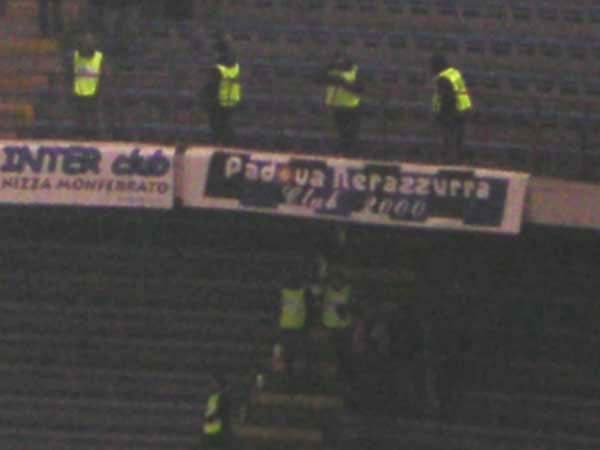 INTER club
NIZZA MONFERRATO
Padova Nerazzurra
Club 2000